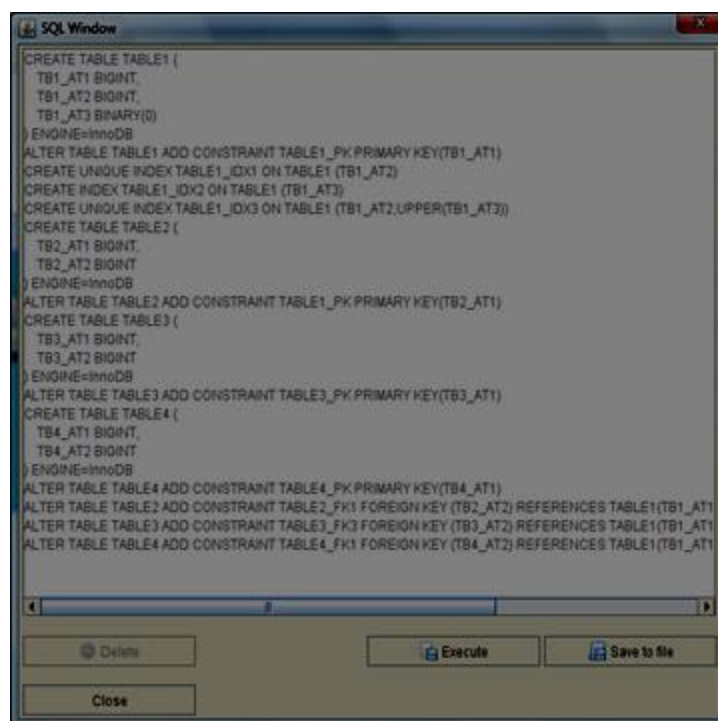 SQL Window
CREATE TABLE TABLE1 (
TB1_AT1 BIGINT,
TB1_AT2 BIGINT,
TB1_AT3 BINARY(0)
) ENGINE=InnoDB
ALTER TABLE TABLE1 ADD CONSTRAINT TABLE1_PK PRIMARY KEY(TB1_AT1)
CREATE UNIQUE INDEX TABLE1_IDX1 ON TABLE1 (TB1_AT2)
CREATE INDEX TABLE1_IDX2 ON TABLE1 (TB1_AT3)
CREATE UNIQUE INDEX TABLE1_IDX3 ON TABLE1 (TB1_AT2,UPPER(TB1_AT3))
CREATE TABLE TABLE2 (
TB2_AT1 BIGINT,
TB2_AT2 BIGINT
) ENGINE=InnoDB
ALTER TABLE TABLE2 ADD CONSTRAINT TABLE1_PK PRIMARY KEY(TB2_AT1)
CREATE TABLE TABLE3 (
TB3_AT1 BIGINT,
TB3_AT2 BIGINT
) ENGINE=InnoDB
ALTER TABLE TABLE3 ADD CONSTRAINT TABLE3_PK PRIMARY KEY(TB3_AT1)
CREATE TABLE TABLE4 (
TB4_AT1 BIGINT,
TB4_AT2 BIGINT
) ENGINE=InnoDB
ALTER TABLE TABLE4 ADD CONSTRAINT TABLE4_PK PRIMARY KEY(TB4_AT1)
ALTER TABLE TABLE2 ADD CONSTRAINT TABLE2_FK1 FOREIGN KEY (TB2_AT2) REFERENCES TABLE1(TB1_AT1
ALTER TABLE TABLE3 ADD CONSTRAINT TABLE3_FK3 FOREIGN KEY (TB3_AT2) REFERENCES TABLE1(TB1_AT1
ALTER TABLE TABLE4 ADD CONSTRAINT TABLE4_FK1 FOREIGN KEY (TB4_AT2) REFERENCES TABLE1(TB1_AT1
Delete
Execute
Save to file
Close